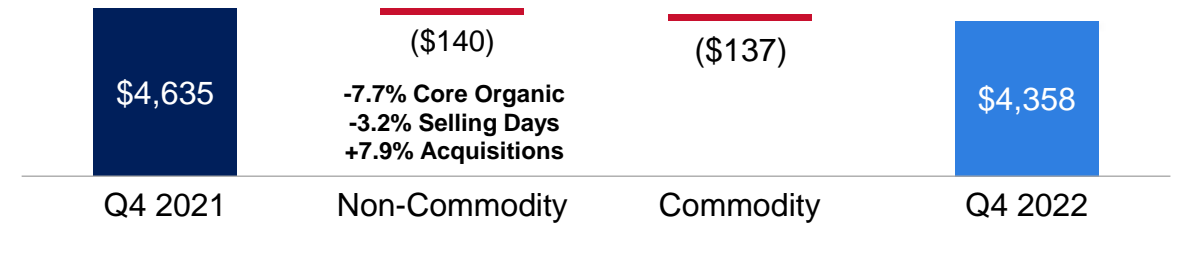 $4,635
($140)
-7.7% Core Organic
-3.2% Selling Days
+7.9% Acquisitions
($137)
$4,358
Q4 2021
Non-Commodity
Commodity
Q4 2022